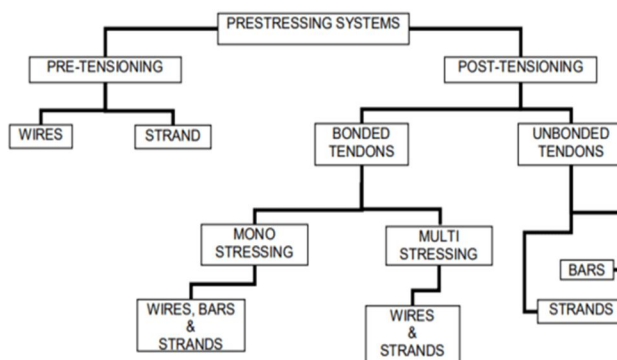 PRESTRESSING SYSTEMS
PRE-TENSIONING
POST-TENSIONING
WIRES
STRAND
BONDED
TENDONS
UNBONDED
TENDONS
MONO
STRESSING
MULTI
STRESSING
BARS
WIRES, BARS
&
STRANDS
WIRES
&
STRANDS
STRANDS